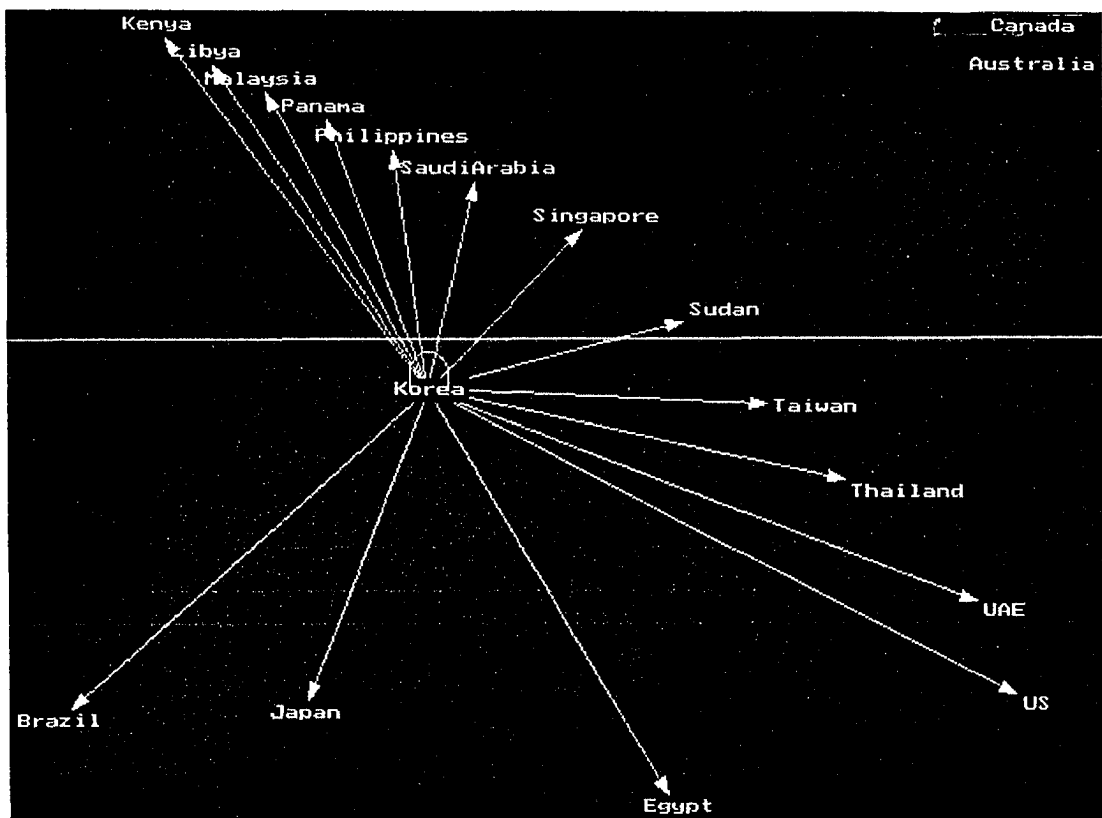 Kenya
Canada
Libya
Australia
Malaysia
Panama
Philippines
SaudiArabia
Singapore
Sudan
Korea
Taiwan
Thailand
UAE
US
Japan
Brazil
Egypt